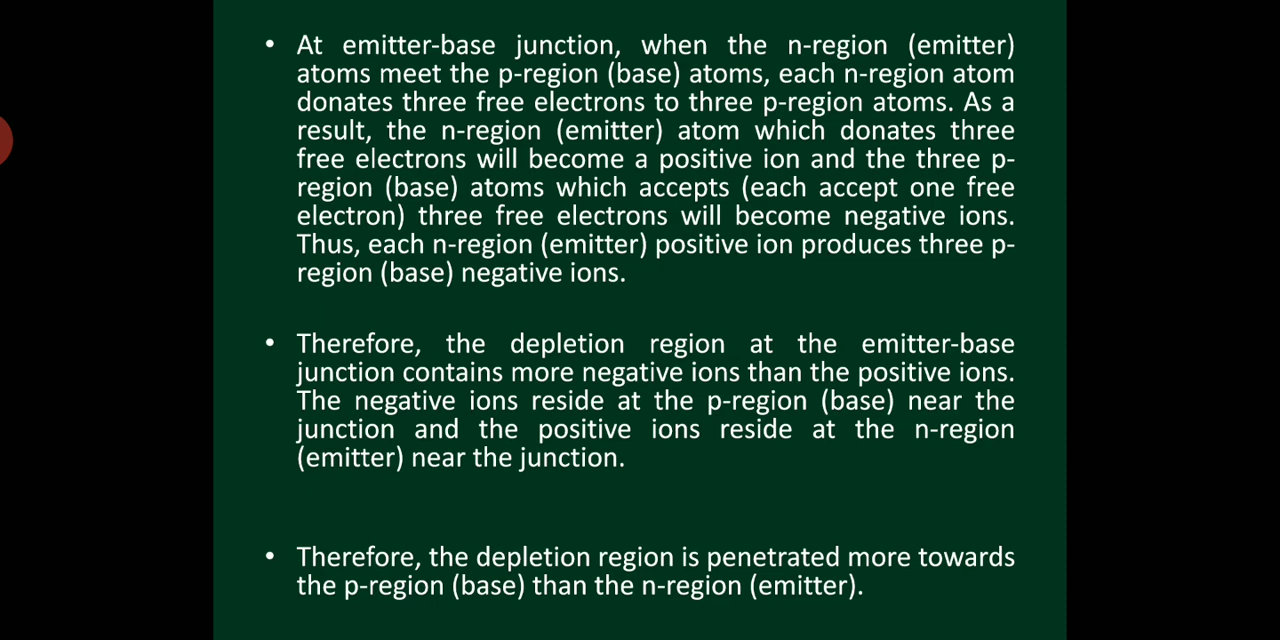 • At emitter-base junction, when the n-region (emitter)
atoms meet the p-region (base) atoms, each n-region atom
donates three free electrons to three p-region atoms. As a
result, the n-region (emitter) atom which donates three
free electrons will become a positive ion and the three p-
region (base) atoms which accepts (each accept one free
electron) three free electrons will become negative ions.
Thus, each n-region (emitter) positive ion produces three p-
region (base) negative ions.
• Therefore, the depletion region at the emitter-base
junction contains more negative ions than the positive ions.
The negative ions reside at the p-region (base) near the
junction and the positive ions reside at the n-region
(emitter) near the junction.
• Therefore, the depletion region is penetrated more towards
the p-region (base) than the n-region (emitter).